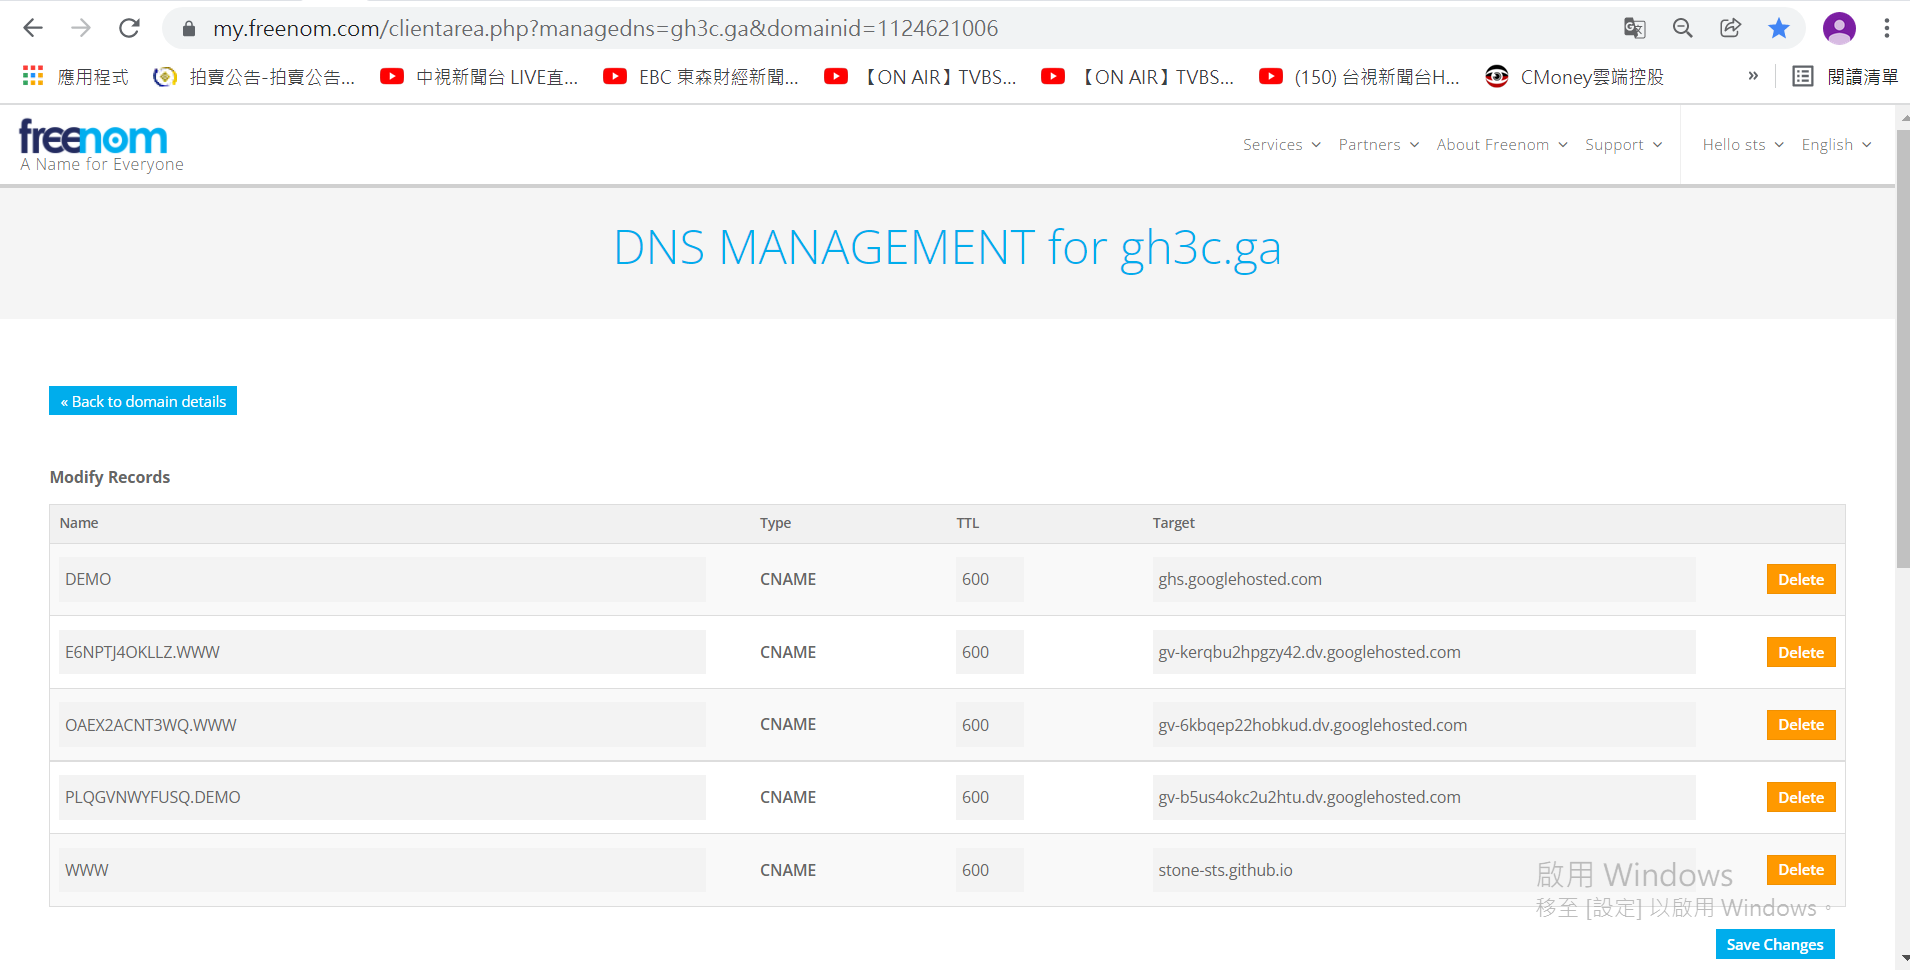 my.freenom.com/clientarea.php?managedns=gh3c.ga&domainid=1124621006
應用程式 拍賣公告-拍賣公告... 中視新聞台 LIVE直... EBC 東森財經新聞... 【ON AIR】TVBS... 【ON AIR】TVBS... (150) 台視新聞台H... CMoney雲端控股 » 閱讀清單
freenom
A Name for Everyone
Services Partners About Freenom Support Hello sts English
DNS MANAGEMENT for gh3c.ga
« Back to domain details
Modify Records
Name Type TTL Target
DEMO CNAME 600 ghs.googlehosted.com Delete
E6NPTJ4OKLLZ.WWW CNAME 600 gv-kerqbu2hpgzy42.dv.googlehosted.com Delete
OAEX2ACNT3WQ.WWW CNAME 600 gv-6kbqep22hobkud.dv.googlehosted.com Delete
PLQGVNWYFUSQ.DEMO CNAME 600 gv-b5us4okc2u2htu.dv.googlehosted.com Delete
WWW CNAME 600 stone-sts.github.io Delete
啟用 Windows
移至 [設定] 以啟用 Windows。
Save Changes